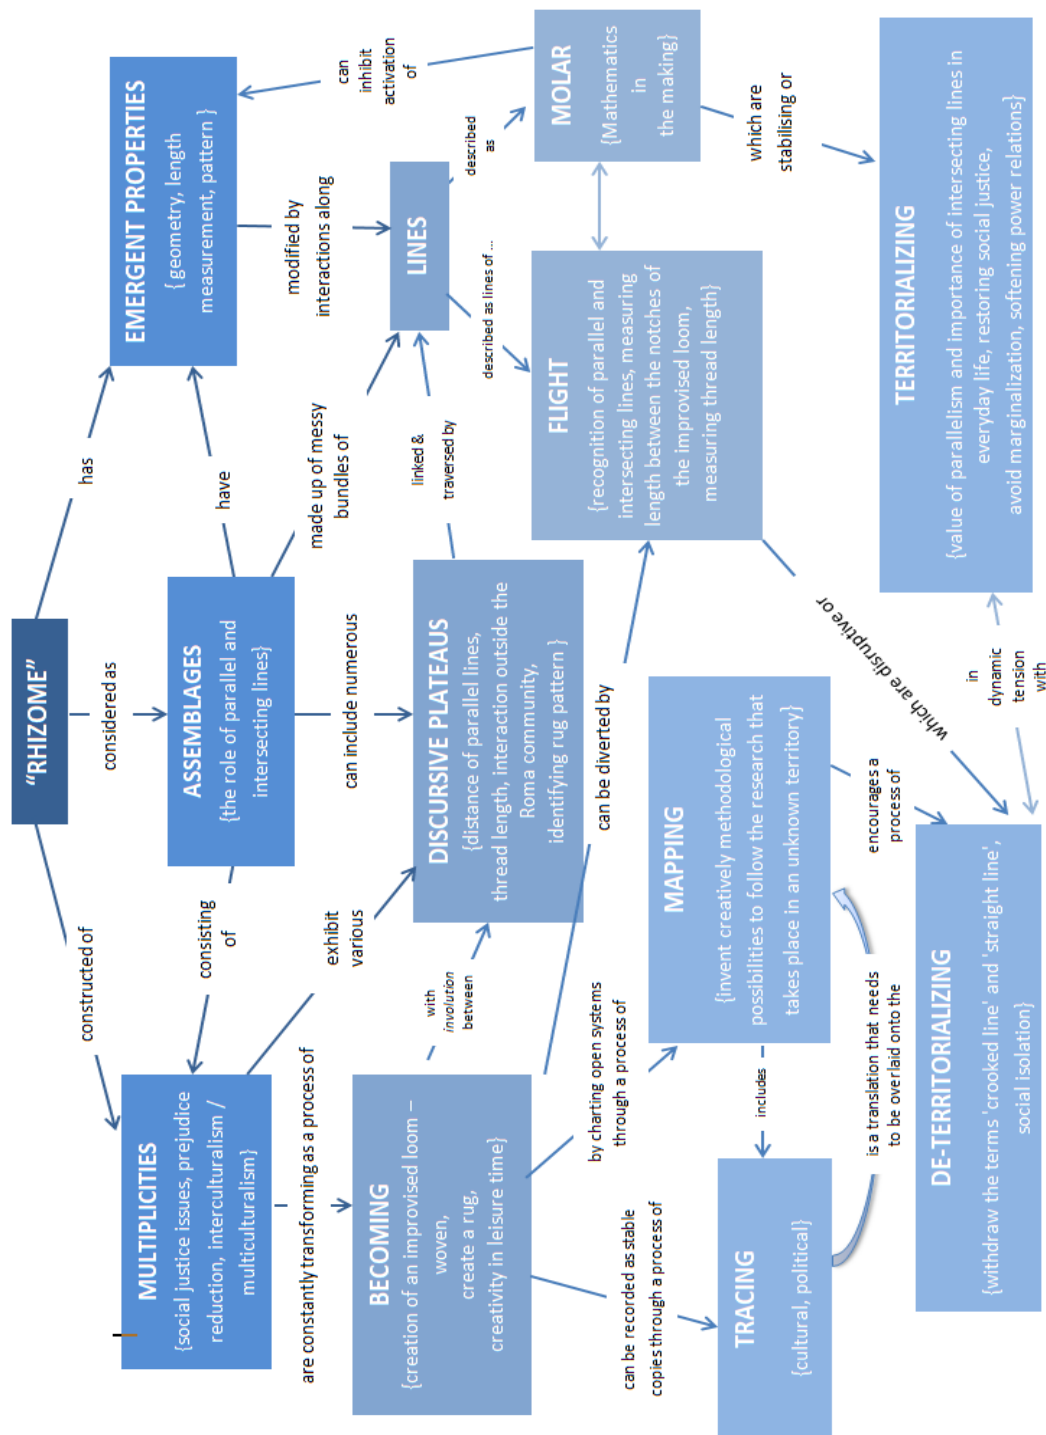 “RHIZOME”
constructed of
considered as
has
MULTIPLICITIES
{social justice issues, prejudice
reduction, interculturalism /
multiculturalism}
consisting
of
ASSEMBLAGES
{the role of parallel and
intersecting lines}
have
EMERGENT PROPERTIES
{ geometry, length
measurement, pattern }
are constantly transforming as a process of
exhibit
various
can include numerous
made up of messy
bundles of
modified by
interactions along
can
inhibit
activation
of
BECOMING
{creation of an improvised loom –
woven,
create a rug,
creativity in leisure time}
with
involution
between
DISCURSIVE PLATEAUS
{distance of parallel lines,
thread length, interaction outside the
Roma community,
identifying rug pattern }
linked &
traversed by
LINES
described
as
described as lines of ...
can be recorded as stable
copies through a process of
by charting open systems
through a process of
can be diverted by
FLIGHT
{recognition of parallel and
intersecting lines, measuring
length between the notches of
the improvised loom,
measuring thread length}
MOLAR
{Mathematics
in
the making}
TRACING
{cultural, political}
includes
MAPPING
{invent creatively methodological
possibilities to follow the research that
takes place in an unknown territory}
which are disruptive or
which are
stabilising or
is a translation that needs
to be overlaid onto the
encourages a
process of
DE-TERRITORIALIZING
{withdraw the terms 'crooked line' and 'straight line',
social isolation}
in
dynamic
tension
with
TERRITORIALIZING
{value of parallelism and importance of intersecting lines in
everyday life, restoring social justice,
avoid marginalization, softening power relations}